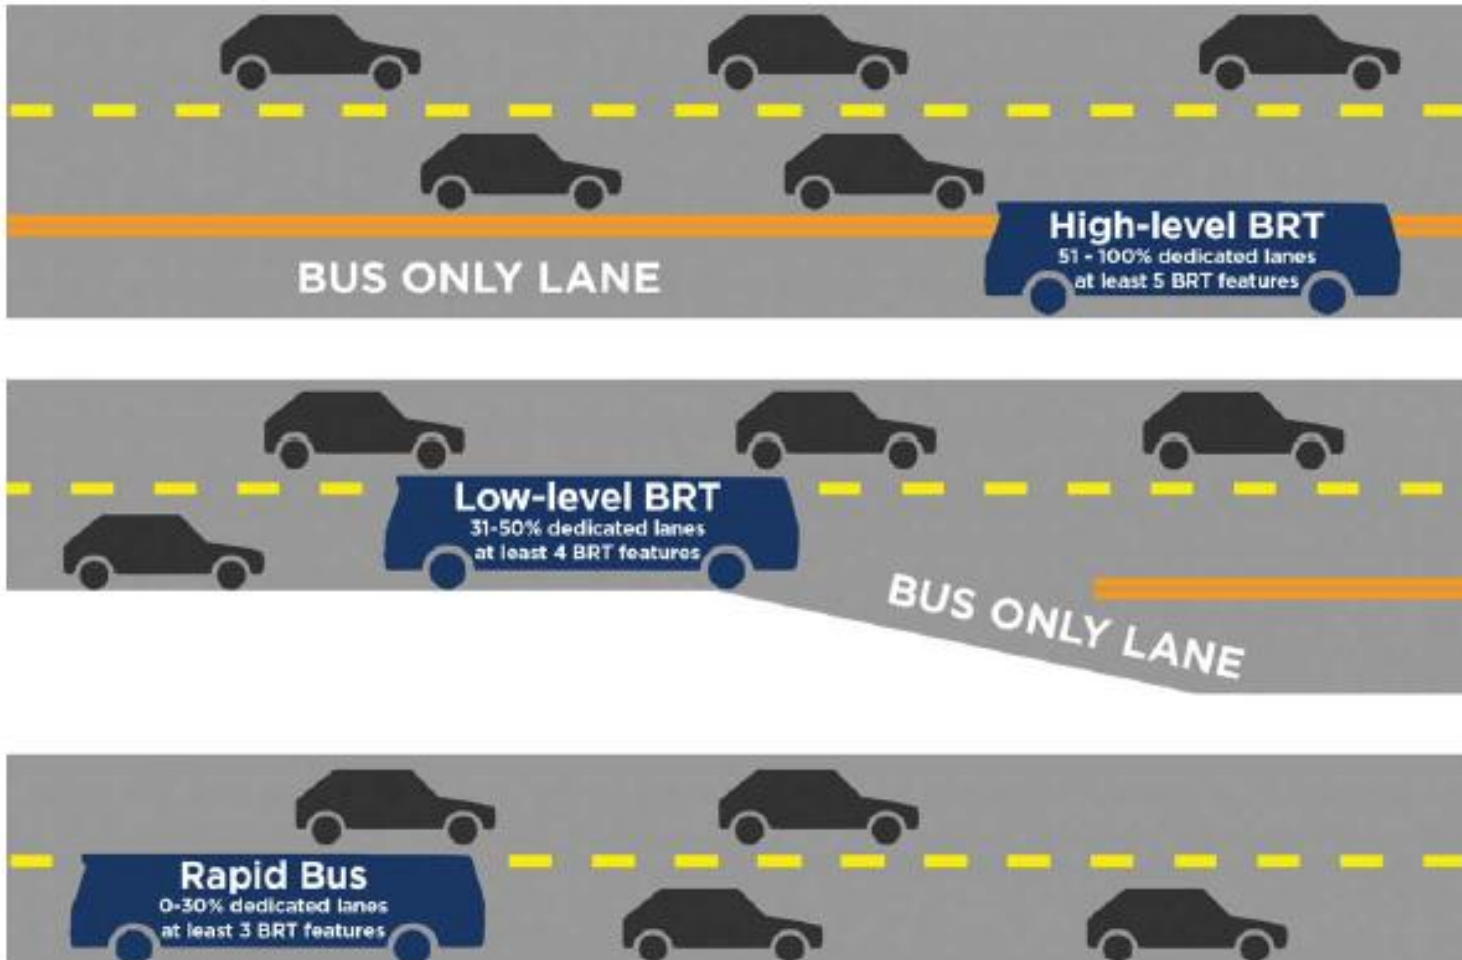 BUS ONLY LANE
High-level BRT
51 - 100% dedicated lanes
at least 5 BRT features
Low-level BRT
31-50% dedicated lanes
at least 4 BRT features
BUS ONLY LANE
Rapid Bus
0-30% dedicated lanes
at least 3 BRT features